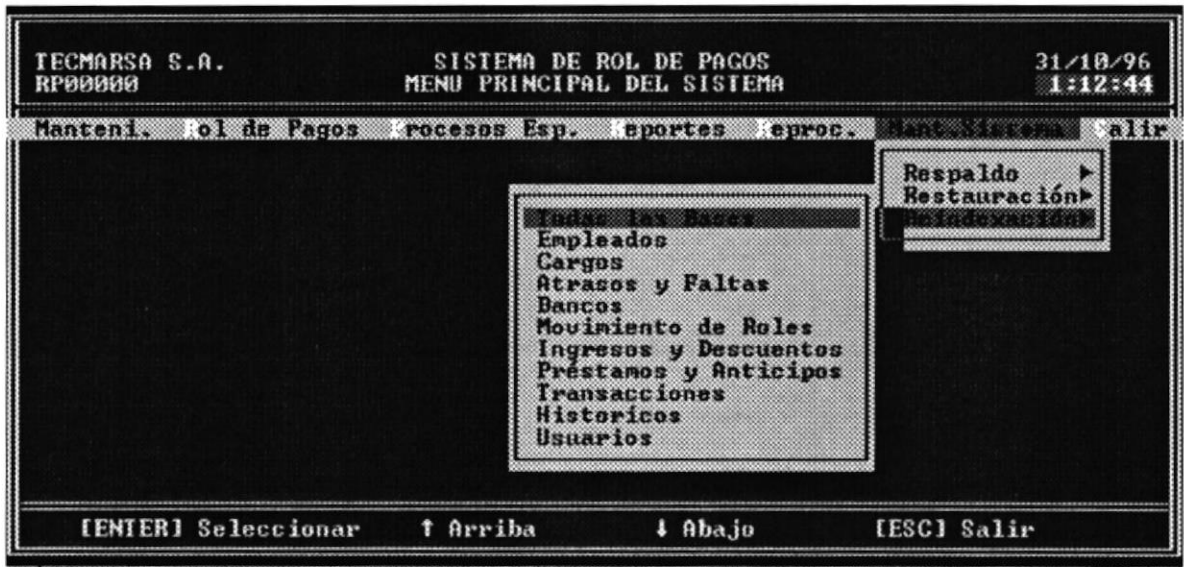 TECMARSA S.A. SISTEMA DE ROL DE PAGOS 31/10/96
RP00000 MENU PRINCIPAL DEL SISTEMA 1:12:44
Manteni. Rol de Pagos Procesos Esp. Reportes Reproc. Mant.Sistema Salir
Respaldo ►
Restauración►
Reindexación►
Todas las Bases
Empleados
Cargos
Atrasos y Faltas
Bancos
Movimiento de Roles
Ingresos y Descuentos
Préstamos y Anticipos
Transacciones
Historicos
Usuarios
[ENTER] Seleccionar ↑ Arriba ↓ Abajo [ESC] Salir